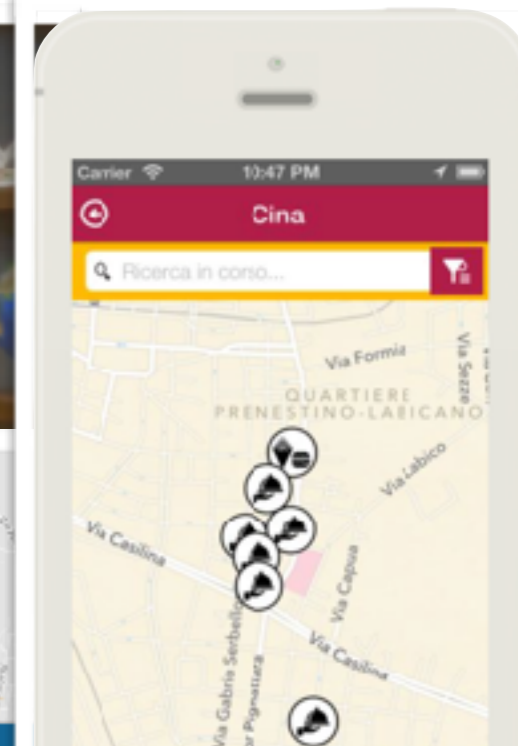 Carrier 10:47 PM
Cina
Ricerca in corso...
Via Formia
Via Sezze
QUARTIERE
PRENESTINO-LABICANO
Via Labico
Via Casilina
Via Capua
Via Casilina
Via Gabrio Serbelloni
Pignattara